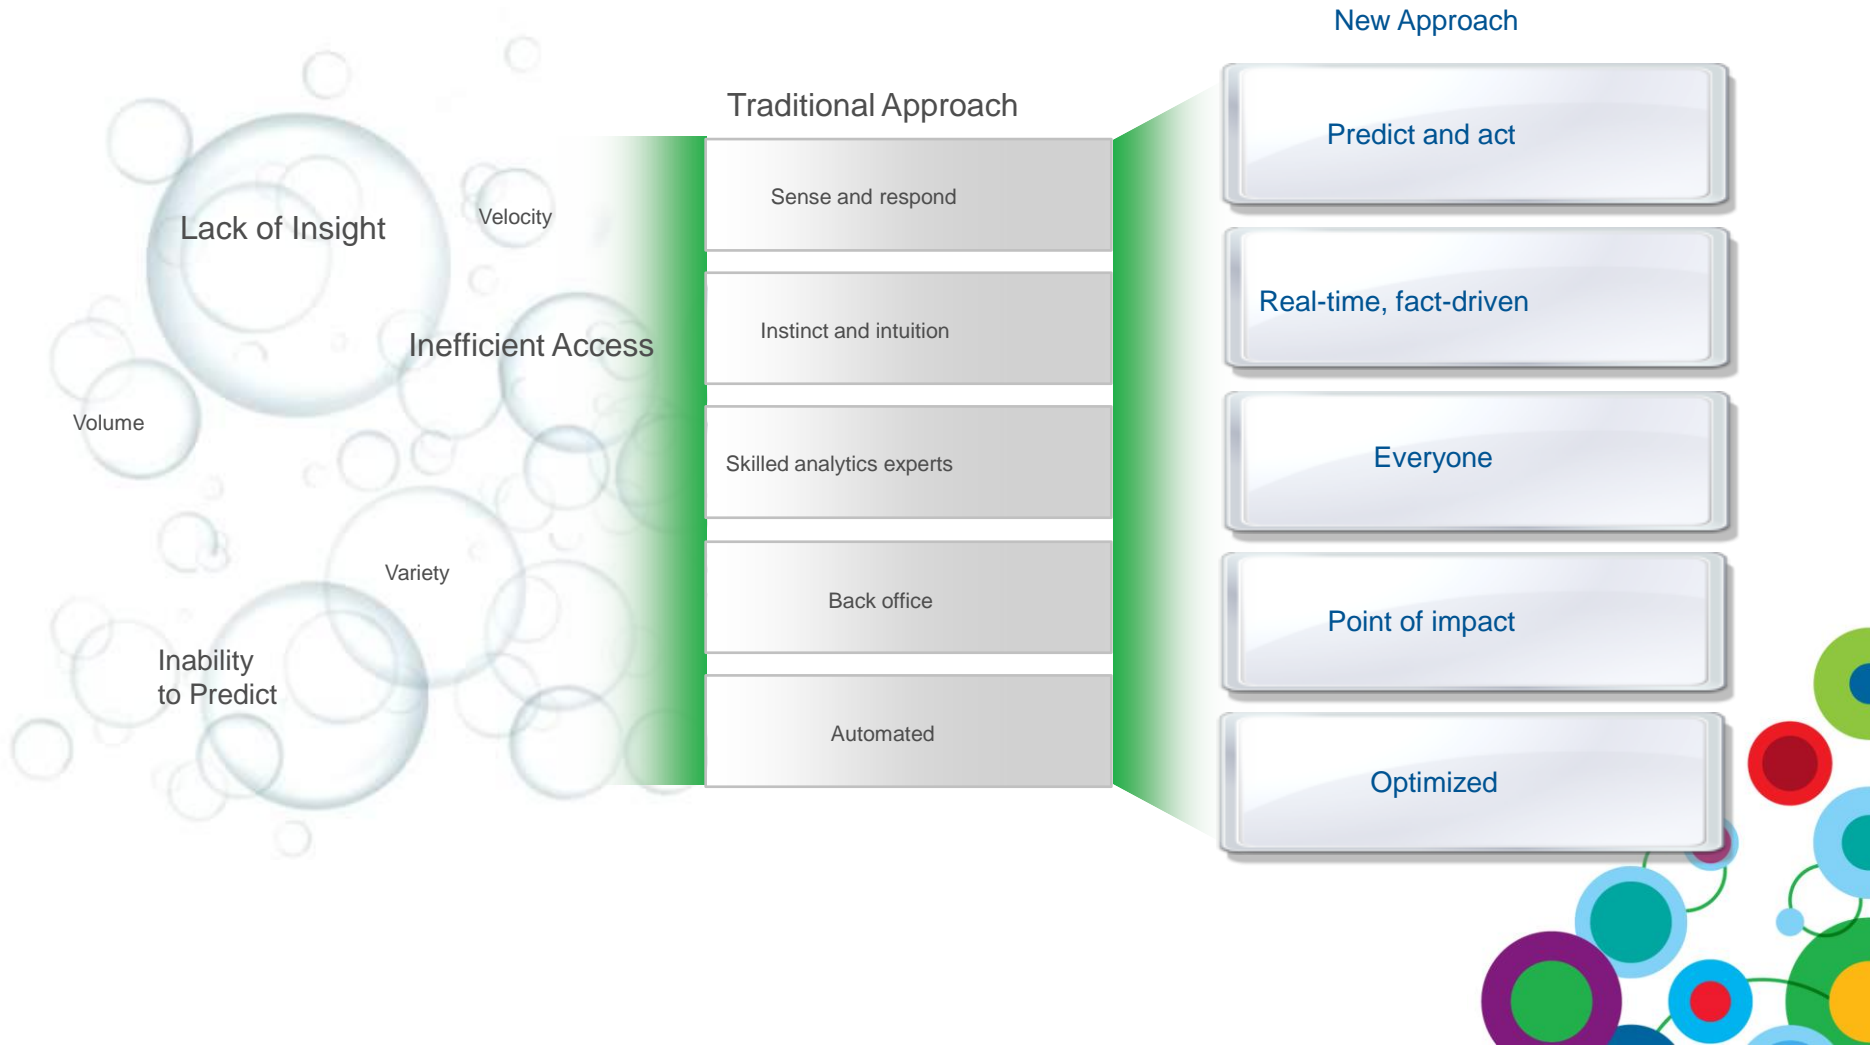 Lack of Insight
Velocity
Inefficient Access
Volume
Variety
Inability
to Predict
Traditional Approach
Sense and respond
Instinct and intuition
Skilled analytics experts
Back office
Automated
New Approach
Predict and act
Real-time, fact-driven
Everyone
Point of impact
Optimized